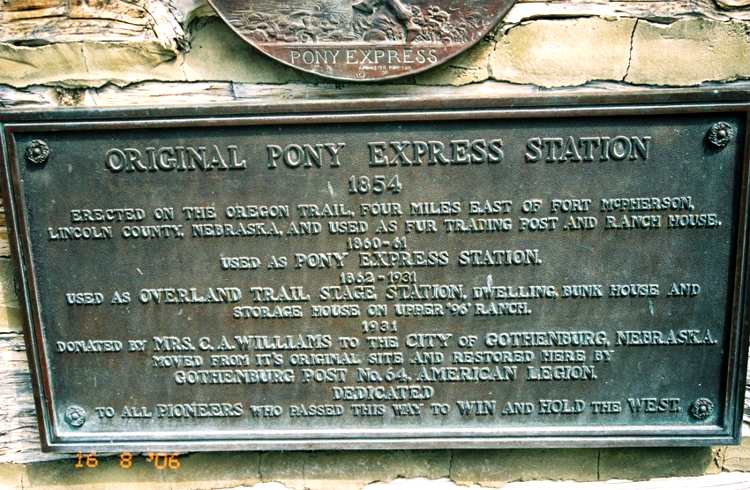 PONY EXPRESS
ORIGINAL PONY EXPRESS STATION
1854
ERECTED ON THE OREGON TRAIL, FOUR MILES EAST OF FORT McPHERSON,
LINCOLN COUNTY, NEBRASKA, AND USED AS FUR TRADING POST AND RANCH HOUSE.
1860-61
USED AS PONY EXPRESS STATION.
1862-1931
USED AS OVERLAND TRAIL STAGE STATION, DWELLING, BUNK HOUSE AND
STORAGE HOUSE ON UPPER '96' RANCH.
1931
DONATED BY MRS. C. A. WILLIAMS TO THE CITY OF GOTHENBURG, NEBRASKA.
MOVED FROM IT'S ORIGINAL SITE AND RESTORED HERE BY
GOTHENBURG POST No. 64, AMERICAN LEGION.
DEDICATED
TO ALL PIONEERS WHO PASSED THIS WAY TO WIN AND HOLD THE WEST.
16 8 '06